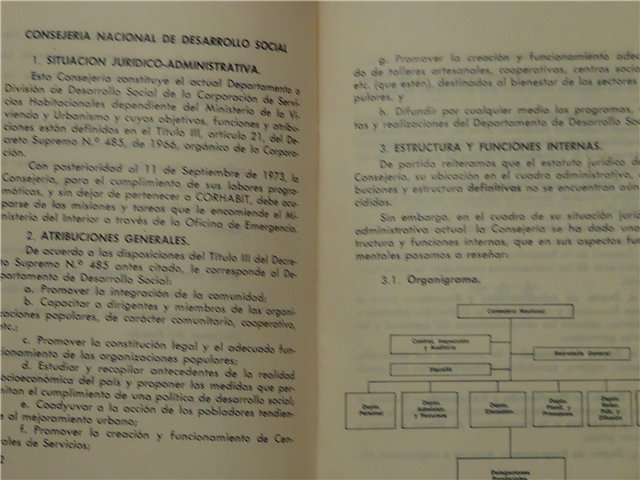 CONSEJERIA NACIONAL DE DESARROLLO SOCIAL
1. SITUACION JURIDICO-ADMINISTRATIVA.
Esta Consejería constituye el actual Departamento o
División de Desarrollo Social de la Corporación de Servi-
cios Habitacionales dependiente del Ministerio de la Vi-
vienda y Urbanismo y cuyos objetivos, funciones y atribu-
ciones están definidos en el Título III, artículo 21, del De-
creto Supremo N.º 485, de 1966, orgánico de la Corpora-
ción.
Con posterioridad al 11 de Septiembre de 1973, la
Consejería, para el cumplimiento de sus labores progra-
máticas, y sin dejar de pertenecer a CORHABIT, debe ocu-
parse de las misiones y tareas que le encomiende el Mi-
nisterio del Interior a través de la Oficina de Emergencia.
2. ATRIBUCIONES GENERALES.
De acuerdo a las disposiciones del Título III del Decre-
to Supremo N.º 485 antes citado, le corresponde al De-
partamento de Desarrollo Social:
a. Promover la integración de la comunidad;
b. Capacitar a dirigentes y miembros de las organi-
zaciones populares, de carácter comunitario, cooperativo,
etc.;
c. Promover la constitución legal y el adecuado fun-
cionamiento de las organizaciones populares;
d. Estudiar y recopilar antecedentes de la realidad
socioeconómica del país y proponer las medidas que per-
mitan el cumplimiento de una política de desarrollo social;
e. Coadyuvar a la acción de los pobladores tendien-
e al mejoramiento urbano;
f. Promover la creación y funcionamiento de Cen-
rales de Servicios;
2
g. Promover la creación y funcionamiento adec
do de talleres artesanales, cooperativas, centros social
etc. (que estén), destinados al bienestar de los sectores
pulares, y
h. Difundir por cualquier medio los programas,
tas y realizaciones del Departamento de Desarrollo Soc
3. ESTRUCTURA Y FUNCIONES INTERNAS.
De partida reiteramos que el estatuto jurídico d
Consejería, su ubicación en el cuadro administrativo,
buciones y estructura definitivas no se encuentran aún
cididas.
Sin embargo, en el cuadro de su situación juríd
administrativa actual la Consejería se ha dado una
tructura y funciones internas, que en sus aspectos fun
mentales pasamos a reseñar:
3.1. Organigrama.
Consejero Nacional
Control, Inspección
y Auditoría
Secretaría General
Fiscalía
Depto.
Personal
Depto.
Administ.
y Recursos
Depto.
Ejecución
Depto.
Planif. y
Presupuesto
Depto.
Relac.
Púb. y
Difusión
Delegaciones
Provinciales